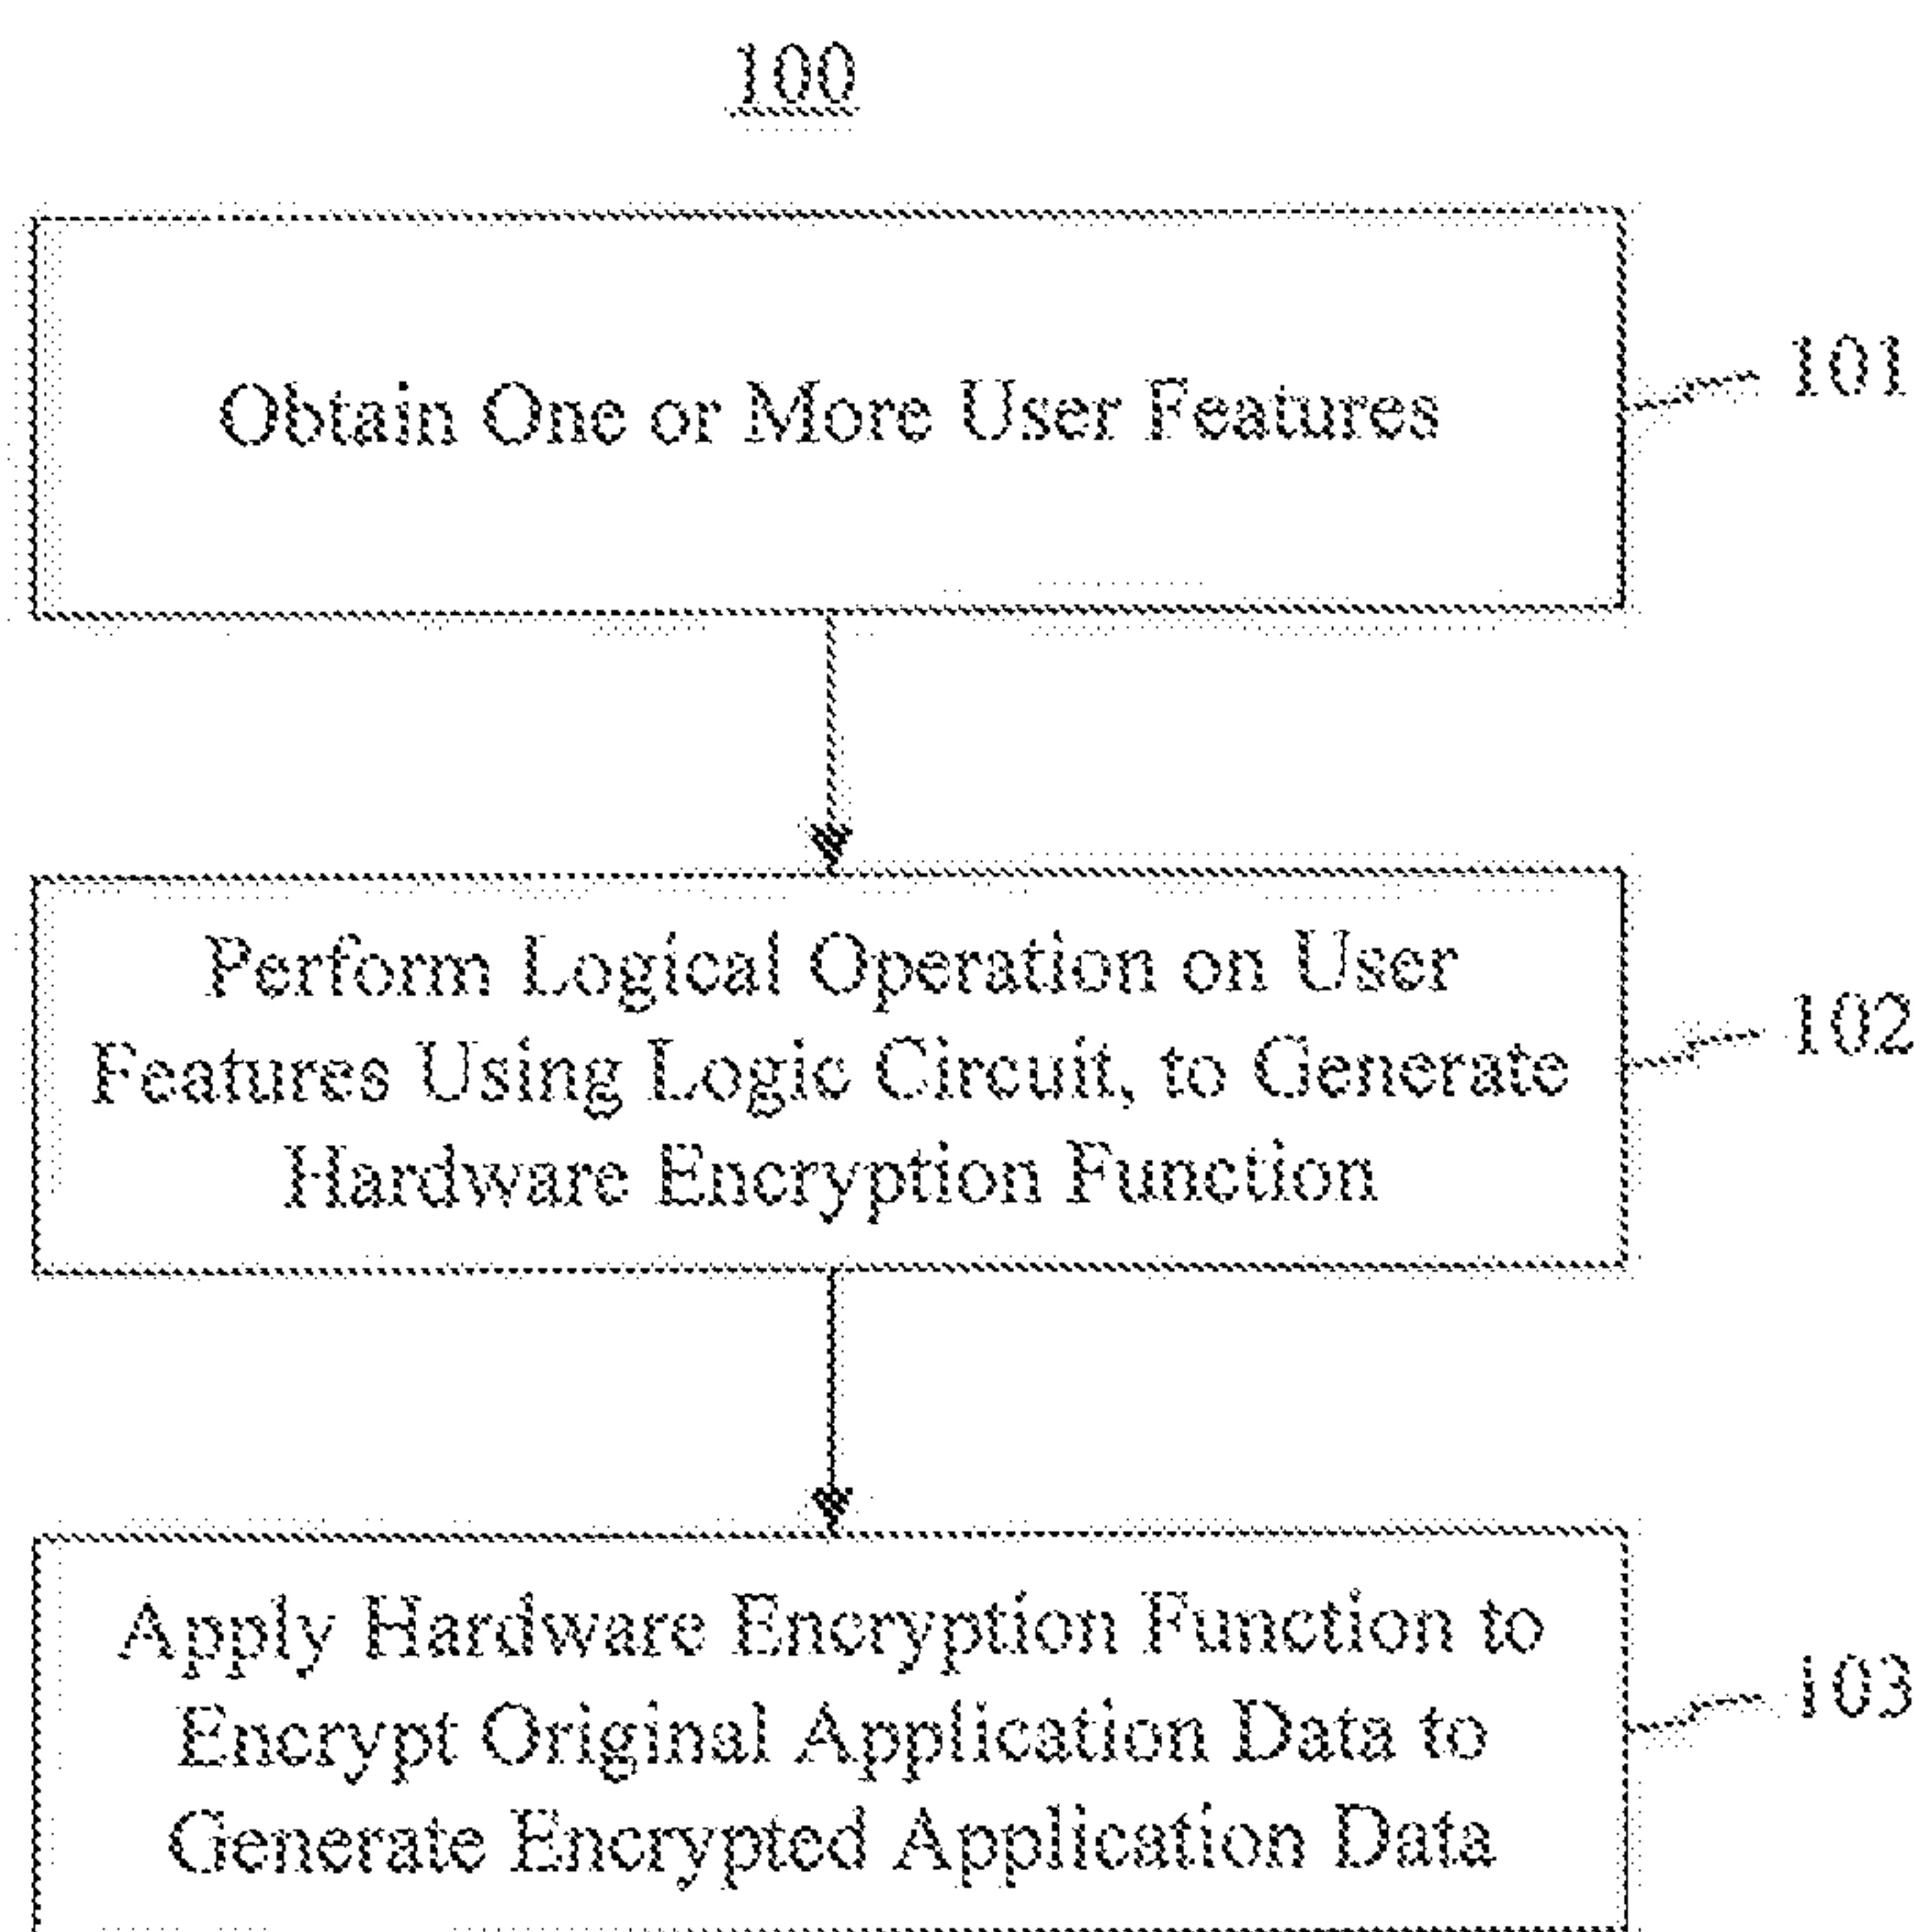 100
Obtain One or More User Features
101
Perform Logical Operation on User
Features Using Logic Circuit, to Generate
Hardware Encryption Function
102
Apply Hardware Encryption Function to
Encrypt Original Application Data to
Generate Encrypted Application Data
103